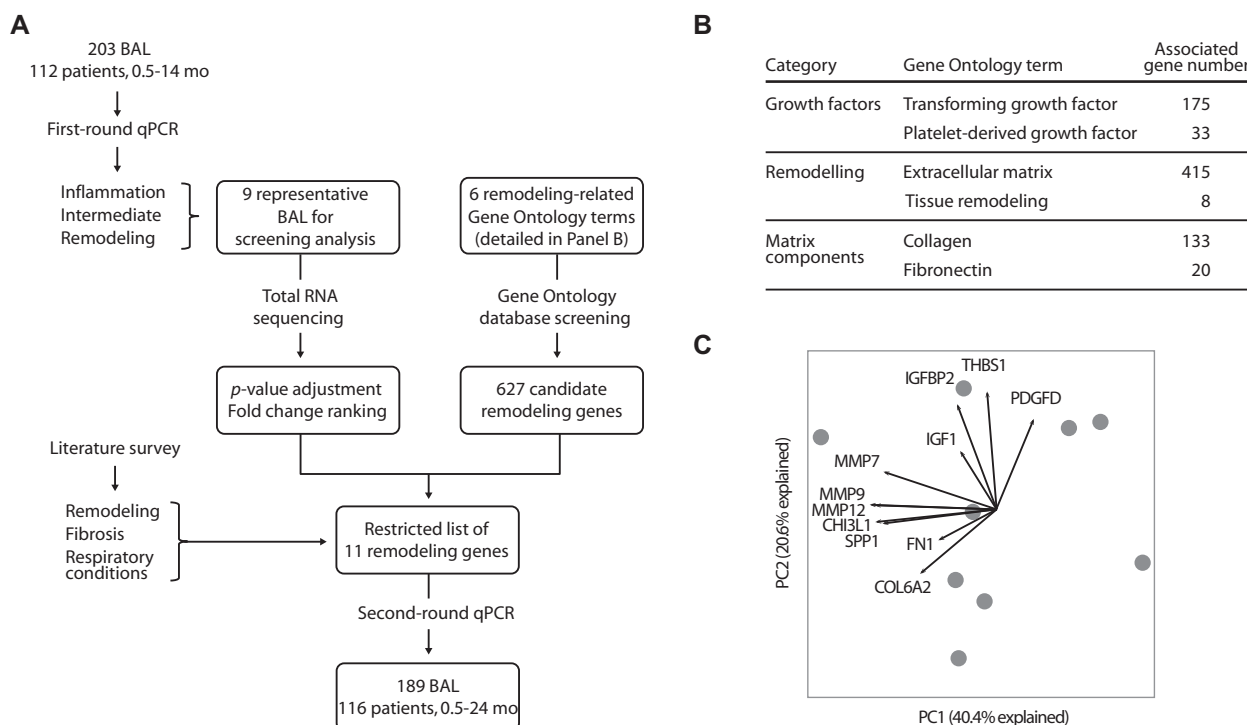 A
203 BAL
112 patients, 0.5-14 mo
First-round qPCR
Inflammation
Intermediate
Remodeling
9 representative
BAL for
screening analysis
6 remodeling-related
Gene Ontology terms
(detailed in Panel B)
Total RNA
sequencing
Gene Ontology
database screening
p-value adjustment
Fold change ranking
627 candidate
remodeling genes
Literature survey
Remodeling
Fibrosis
Respiratory
conditions
Restricted list of
11 remodeling genes
Second-round qPCR
189 BAL
116 patients, 0.5-24 mo
B
Category Gene Ontology term Associated
gene number
Growth factors Transforming growth factor 175
Platelet-derived growth factor 33
Remodelling Extracellular matrix 415
Tissue remodeling 8
Matrix
components
Collagen 133
Fibronectin 20
C
THBS1
IGFBP2
PDGFD
IGF1
MMP7
MMP9
MMP12
CHI3L1
SPP1
FN1
COL6A2
PC2 (20.6% explained)
PC1 (40.4% explained)